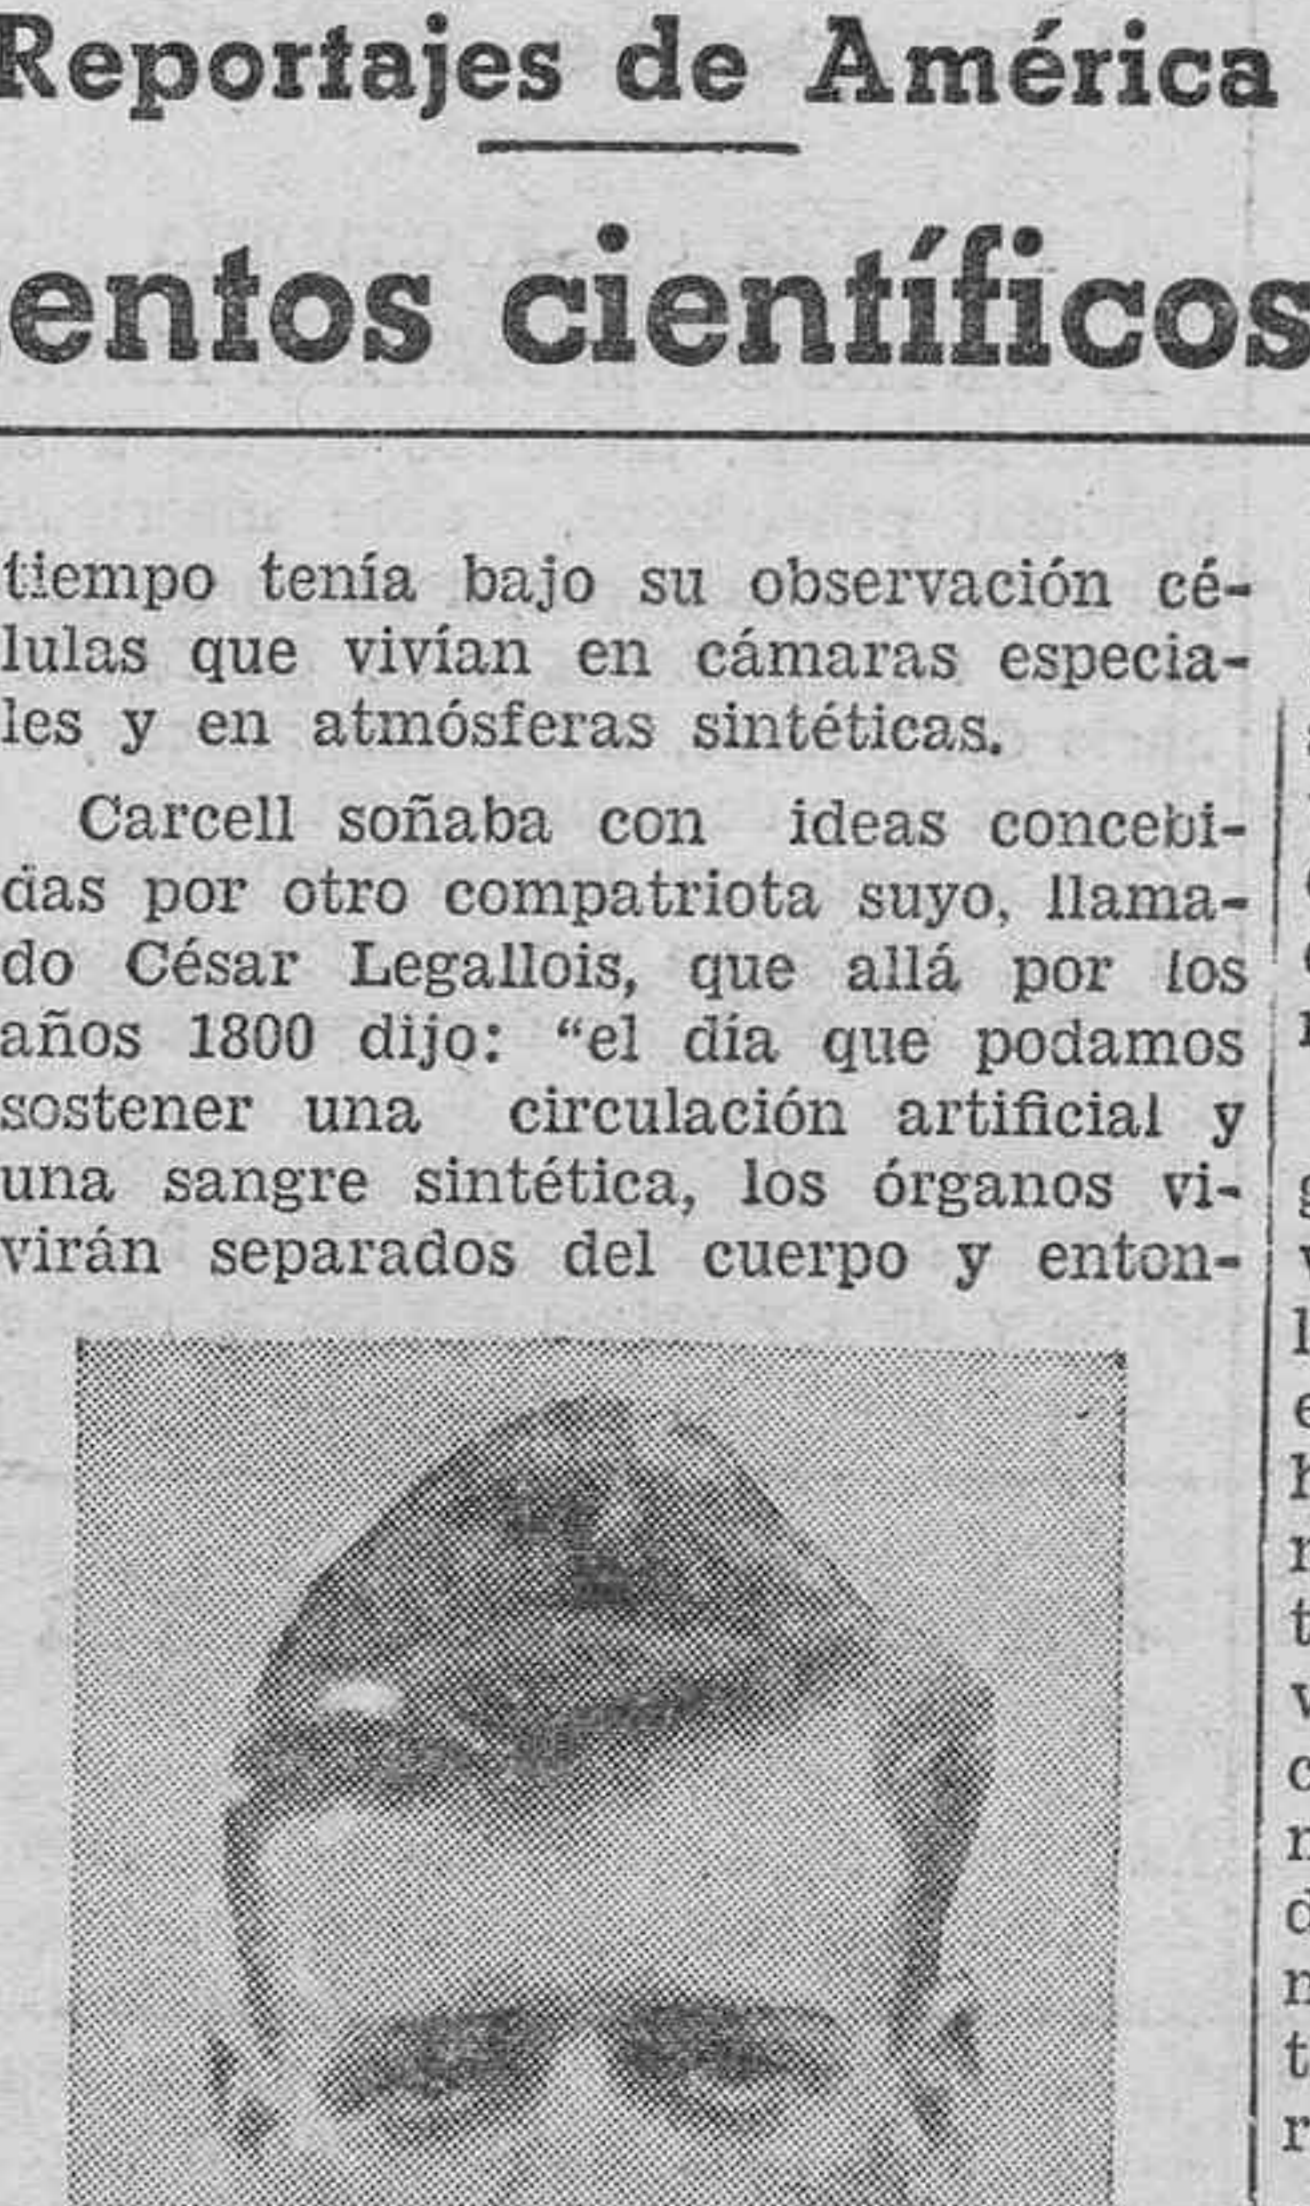 Reportajes de América
entos científicos
tiempo tenía bajo su observación cé-
lulas que vivían en cámaras especia-
les y en atmósferas sintéticas.
Carcell soñaba con ideas concebi-
das por otro compatriota suyo, llama-
do César Legallois, que allá por los
años 1800 dijo: “el día que podamos
sostener una circulación artificial y
una sangre sintética, los órganos vi-
virán separados del cuerpo y enton-